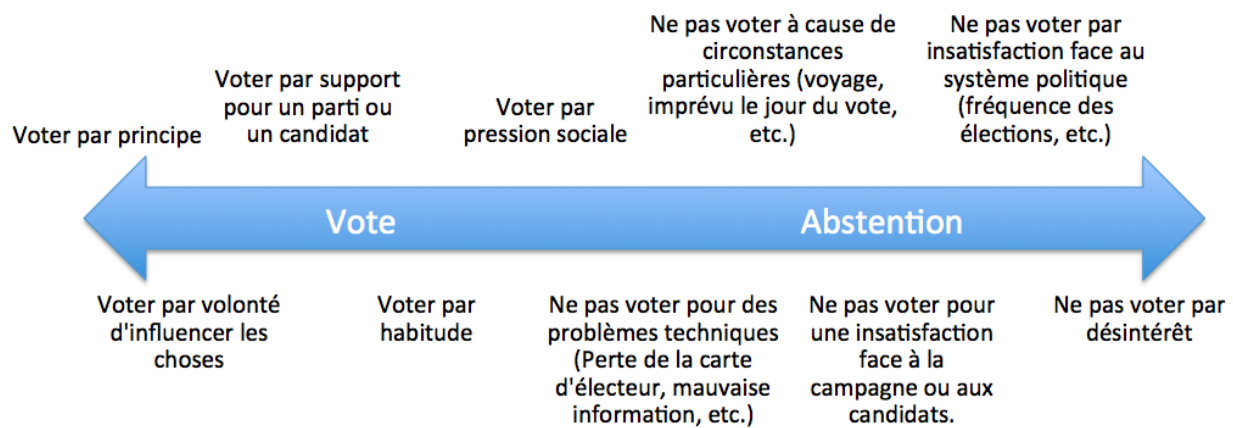 Voter par principe
Voter par support
pour un parti ou
un candidat
Voter par
pression sociale
Ne pas voter à cause de
circonstances
particulières (voyage,
imprévu le jour du vote,
etc.)
Ne pas voter par
insatisfaction face au
système politique
(fréquence des
élections, etc.)
Vote
Abstention
Voter par volonté
d'influencer les
choses
Voter par
habitude
Ne pas voter pour des
problèmes techniques
(Perte de la carte
d'électeur, mauvaise
information, etc.)
Ne pas voter pour
une insatisfaction
face à la
campagne ou aux
candidats.
Ne pas voter par
désintérêt